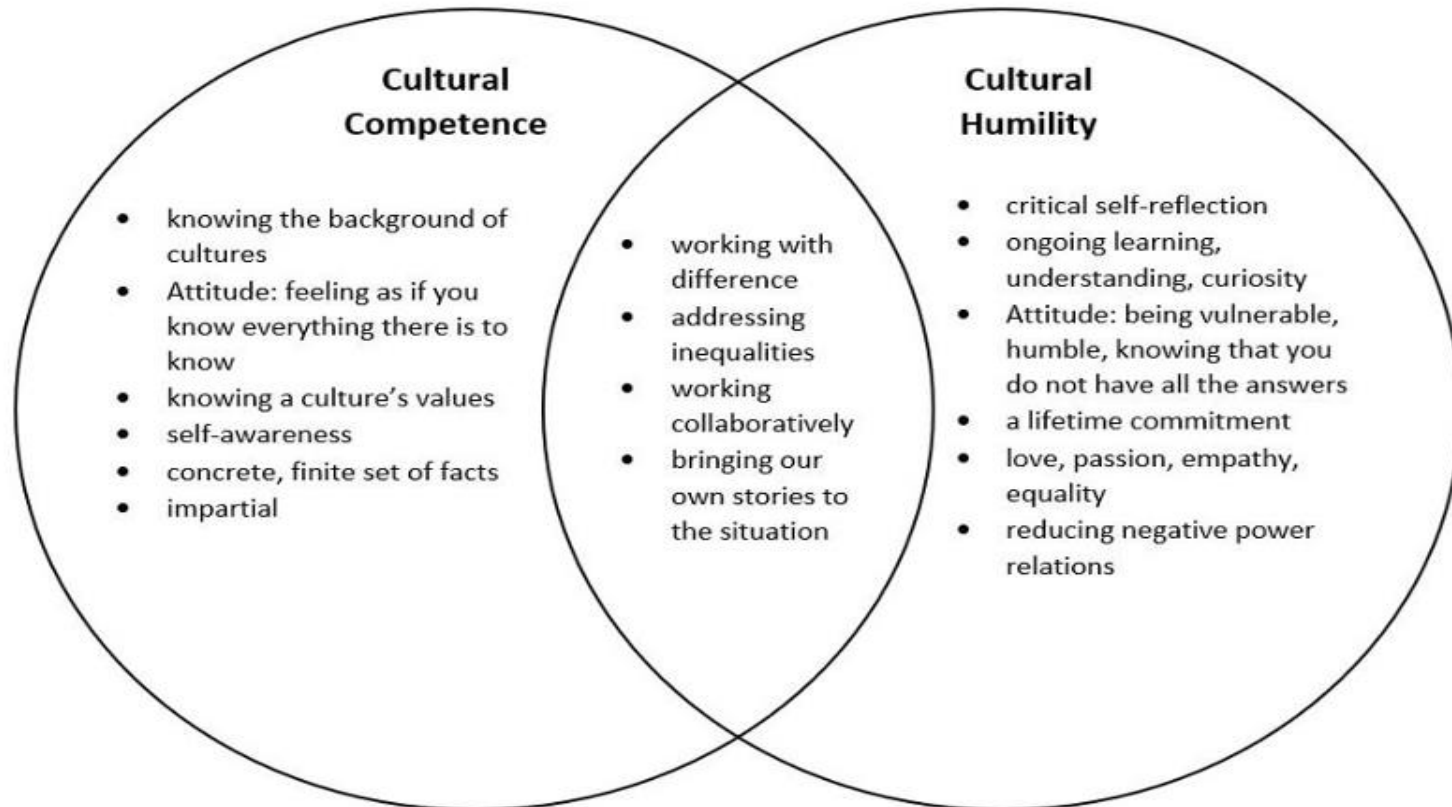 Cultural
Competence
• knowing the background of
cultures
• Attitude: feeling as if you
know everything there is to
know
• knowing a culture’s values
• self-awareness
• concrete, finite set of facts
• impartial
• working with
difference
• addressing
inequalities
• working
collaboratively
• bringing our
own stories to
the situation
Cultural
Humility
• critical self-reflection
• ongoing learning,
understanding, curiosity
• Attitude: being vulnerable,
humble, knowing that you
do not have all the answers
• a lifetime commitment
• love, passion, empathy,
equality
• reducing negative power
relations